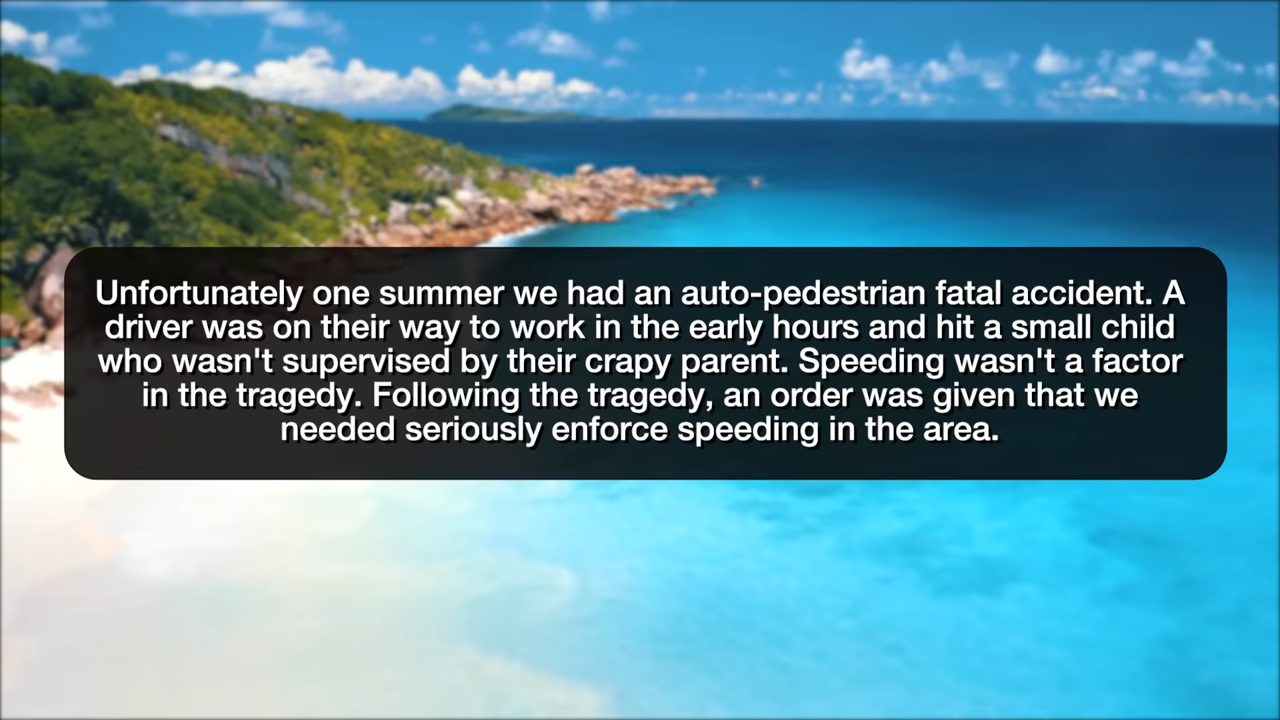 Unfortunately one summer we had an auto-pedestrian fatal accident. A
driver was on their way to work in the early hours and hit a small child
who wasn't supervised by their crapy parent. Speeding wasn't a factor
in the tragedy. Following the tragedy, an order was given that we
needed seriously enforce speeding in the area.